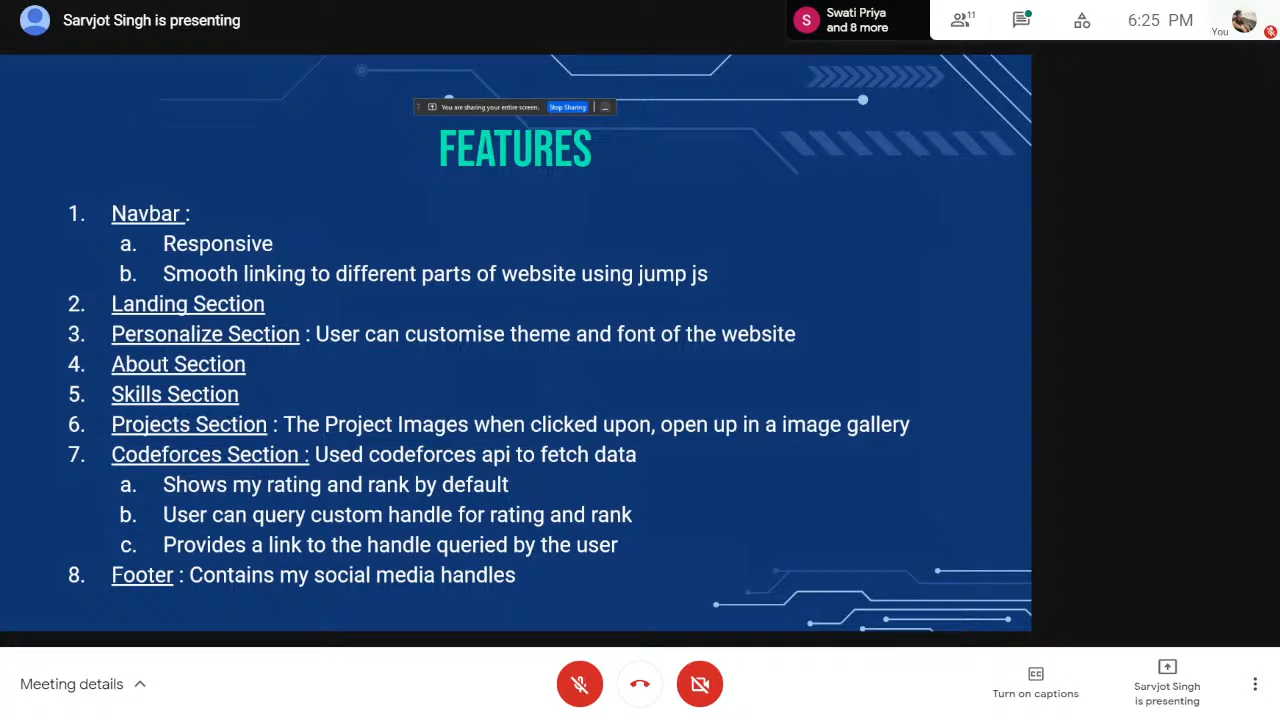 Sarvjot Singh is presenting
S
Swati Priya
and 8 more
11
6:25 PM
You
You are sharing your entire screen.
Stop Sharing
FEATURES
1. Navbar :
a. Responsive
b. Smooth linking to different parts of website using jump js
2. Landing Section
3. Personalize Section : User can customise theme and font of the website
4. About Section
5. Skills Section
6. Projects Section : The Project Images when clicked upon, open up in a image gallery
7. Codeforces Section : Used codeforces api to fetch data
a. Shows my rating and rank by default
b. User can query custom handle for rating and rank
c. Provides a link to the handle queried by the user
8. Footer : Contains my social media handles
Meeting details
CC
Turn on captions
Sarvjot Singh
is presenting